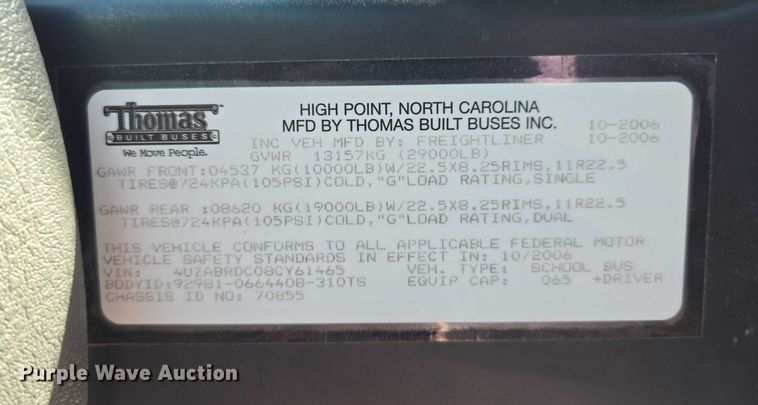 Thomas
BUILT BUSES
We Move People.
HIGH POINT, NORTH CAROLINA
MFD BY THOMAS BUILT BUSES INC. 10-2006
INC VEH MFD BY: FREIGHTLINER 10-2006
GVWR 13157KG (29000LB)
GAWR FRONT:04537 KG(10000LB)W/22.5X8.25RIMS,11R22.5
TIRES@724KPA(105PSI)COLD,"G"LOAD RATING,SINGLE
GAWR REAR :08620 KG(19000LB)W/22.5X8.25RIMS,11R22.5
TIRES@724KPA(105PSI)COLD,"G"LOAD RATING,DUAL
THIS VEHICLE CONFORMS TO ALL APPLICABLE FEDERAL MOTOR
VEHICLE SAFETY STANDARDS IN EFFECT IN: 10/2006
VIN: 4UZABRDC08CY61465 VEH. TYPE: SCHOOL BUS
BODYID:92981-0664408-310TS EQUIP CAP: 065 +DRIVER
CHASSIS ID NO: 70855
Purple Wave Auction